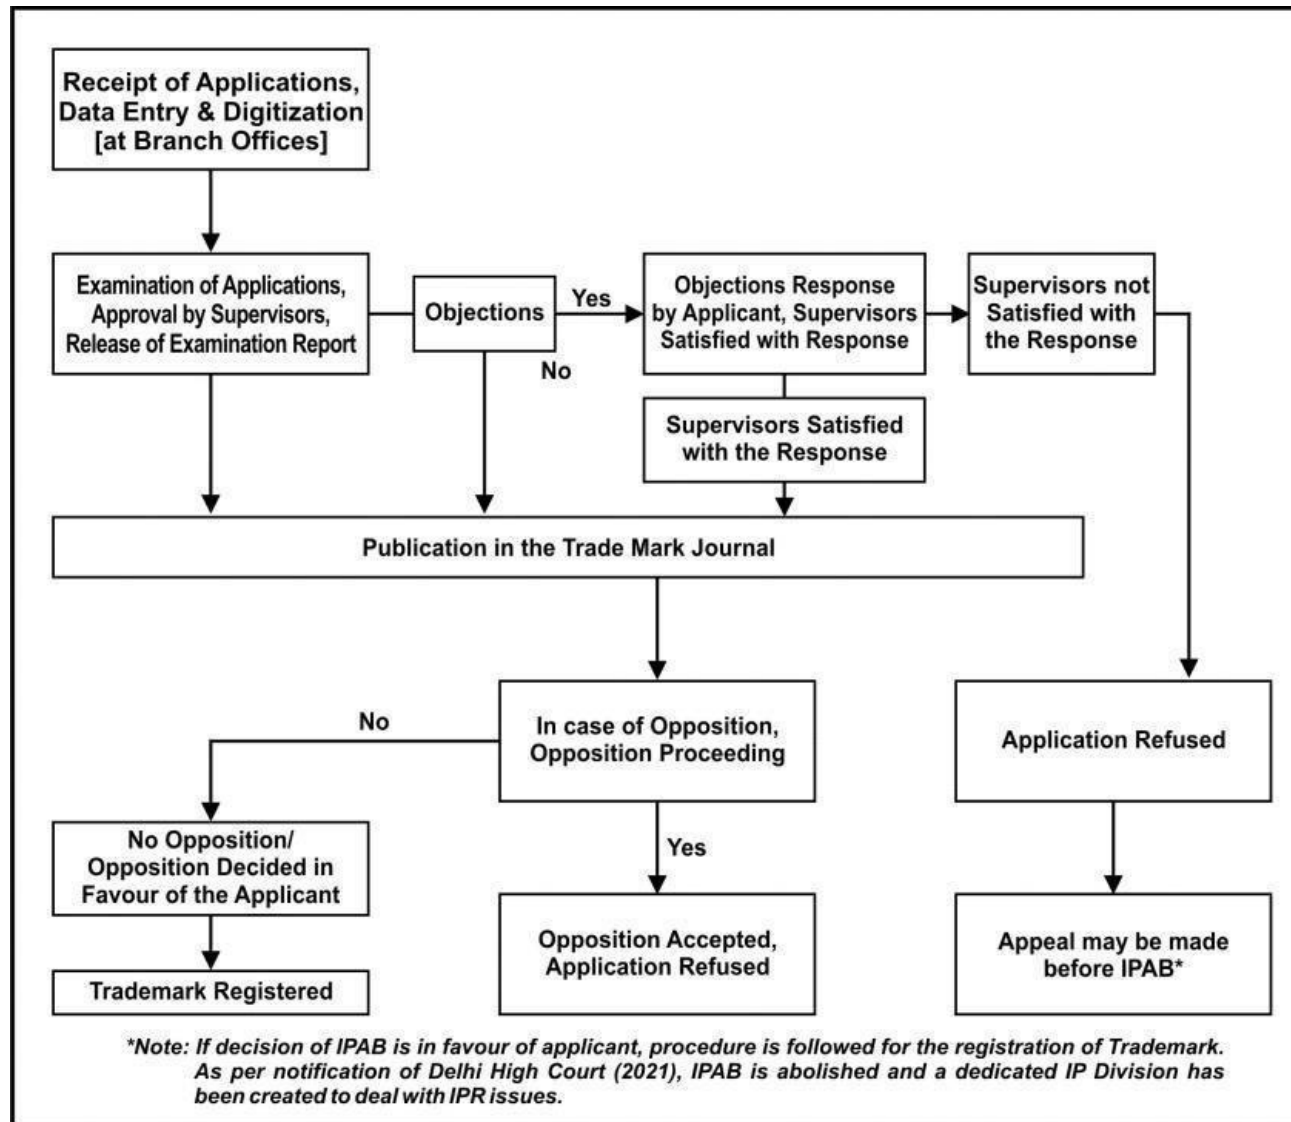 Receipt of Applications,
Data Entry & Digitization
[at Branch Offices]
Examination of Applications,
Approval by Supervisors,
Release of Examination Report
Objections
Yes
No
Objections Response
by Applicant, Supervisors
Satisfied with Response
Supervisors not
Satisfied with
the Response
Supervisors Satisfied
with the Response
Publication in the Trade Mark Journal
No
In case of Opposition,
Opposition Proceeding
Application Refused
No Opposition/
Opposition Decided in
Favour of the Applicant
Yes
Trademark Registered
Opposition Accepted,
Application Refused
Appeal may be made
before IPAB*
*Note: If decision of IPAB is in favour of applicant, procedure is followed for the registration of Trademark.
As per notification of Delhi High Court (2021), IPAB is abolished and a dedicated IP Division has
been created to deal with IPR issues.